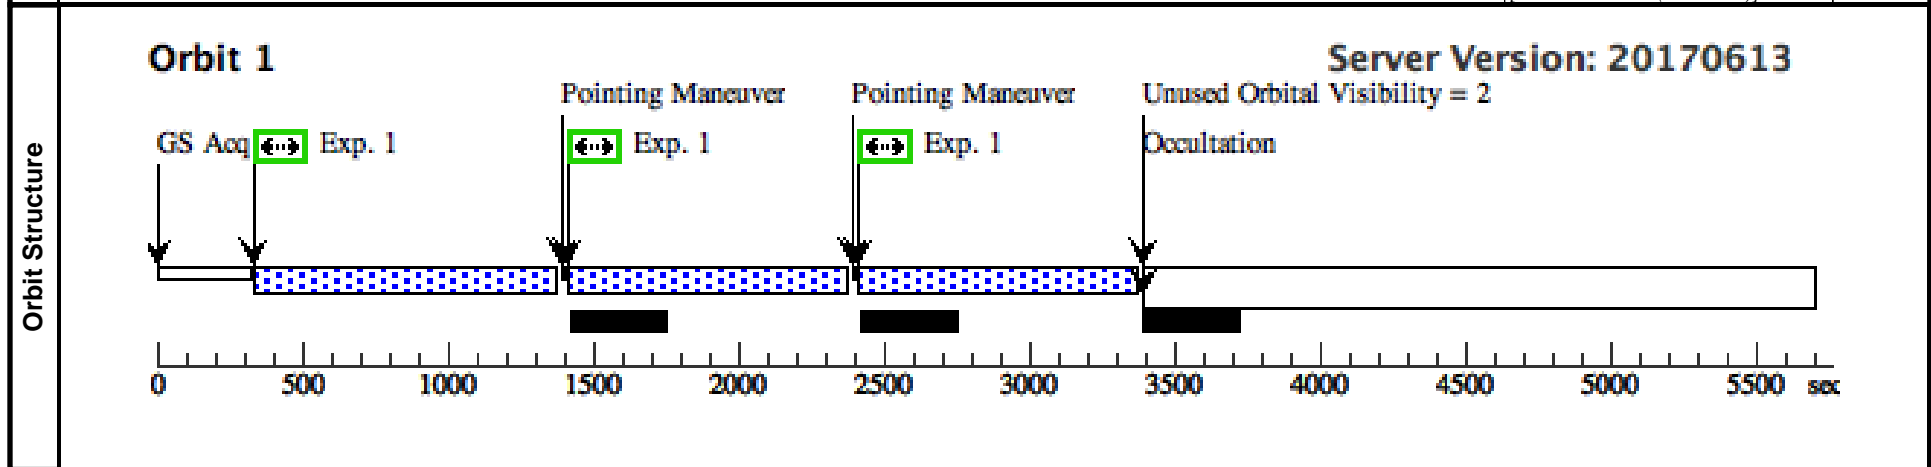 Orbit Structure
Orbit 1 Server Version: 20170613
Pointing Maneuver Pointing Maneuver Unused Orbital Visibility = 2
GS Acq Exp. 1 Exp. 1 Exp. 1 Occultation
0 500 1000 1500 2000 2500 3000 3500 4000 4500 5000 5500 sec